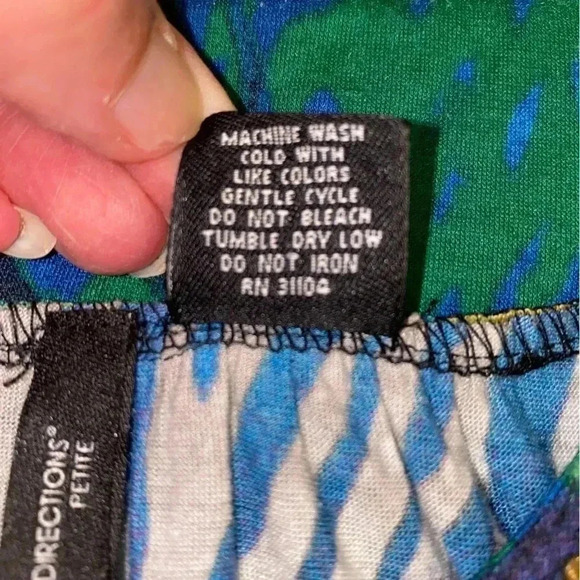 MACHINE WASH
COLD WITH
LIKE COLORS
GENTLE CYCLE
DO NOT BLEACH
TUMBLE DRY LOW
DO NOT IRON
RN 31104
DIRECTIONS®
PETITE